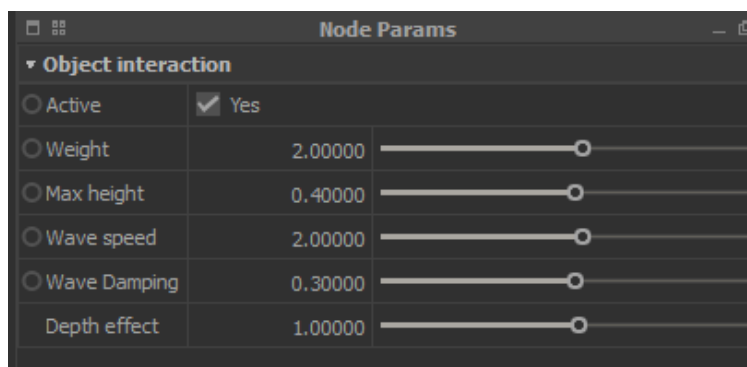 Node Params
Object interaction
Active Yes
Weight 2.00000
Max height 0.40000
Wave speed 2.00000
Wave Damping 0.30000
Depth effect 1.00000